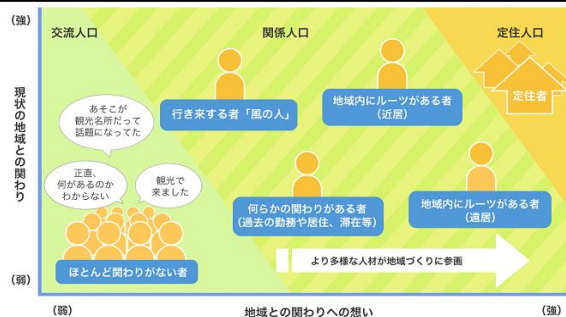 (強)
交流人口
関係人口
定住人口
現状の地域との関わり
あそこが
観光名所だって
話題になってた
正直、
何があるのか
わからない
観光で
来ました
ほとんど関わりがない者
行き来する者「風の人」
地域内にルーツがある者
(近居)
定住者
何らかの関わりがある者
(過去の勤務や居住、滞在等)
地域内にルーツがある者
(遠居)
より多様な人材が地域づくりに参画
(弱)
(弱)
地域との関わりへの想い
(強)